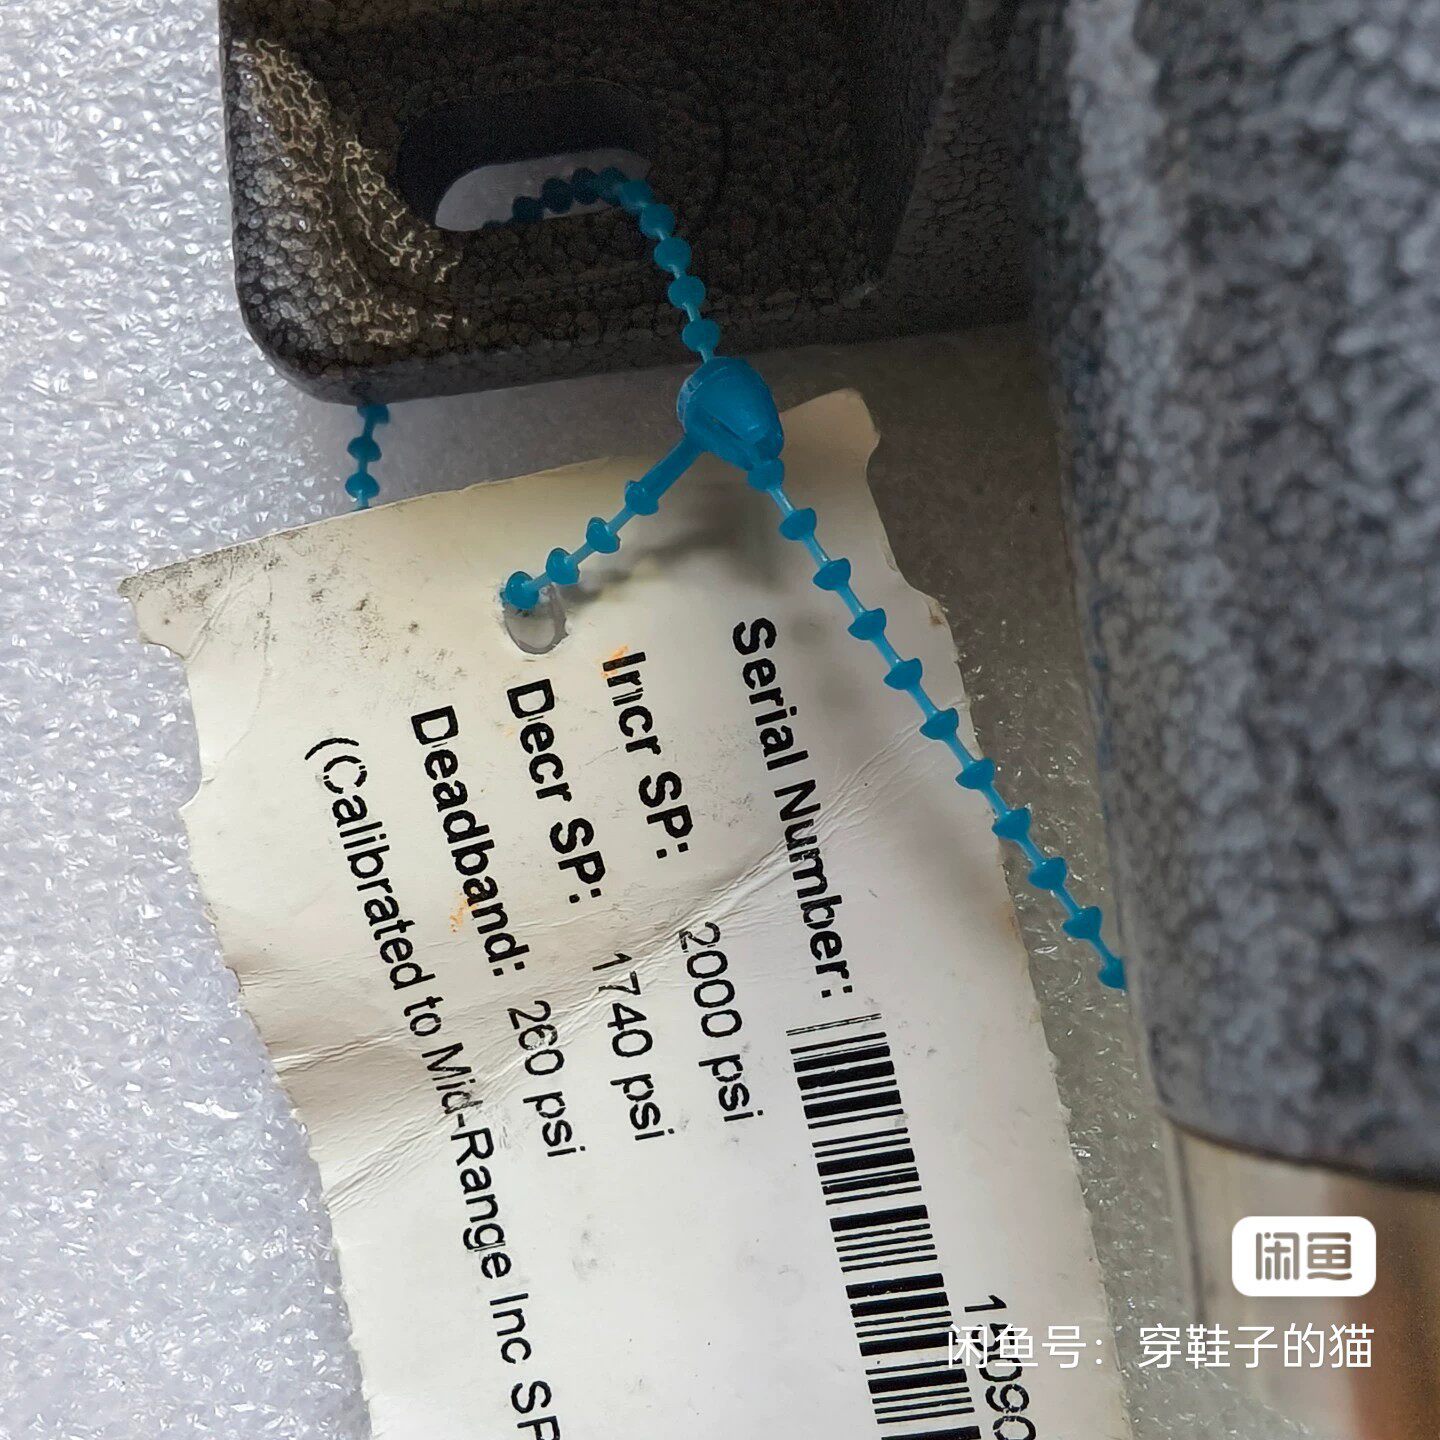 Serial Number:
Incr SP: 2000 psi
Decr SP: 1740 psi
Deadband: 260 psi
(Calibrated to Mid-Range Inc SP
闲鱼
闲鱼号：穿鞋子的猫